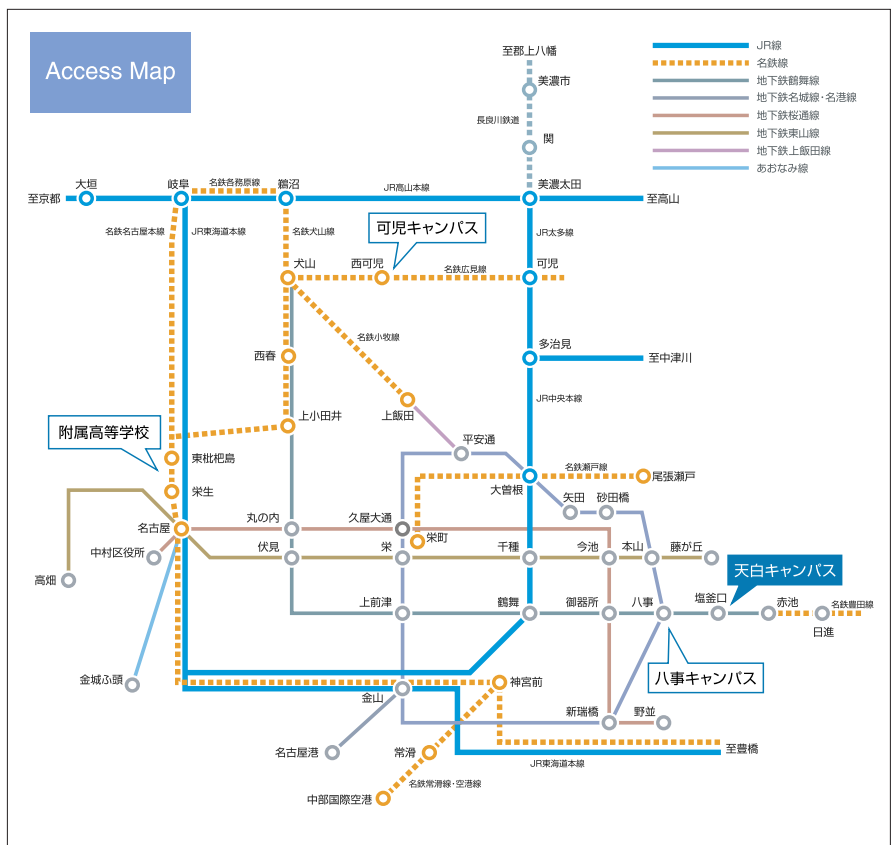 Access Map
至郡上八幡
美濃市
長良川鉄道
関
JR線
名鉄線
地下鉄鶴舞線
地下鉄名城線・名港線
地下鉄桜通線
地下鉄東山線
地下鉄上飯田線
あおなみ線
至京都
大垣
岐阜
名鉄各務原線
鵜沼
JR高山本線
美濃太田
至高山
名鉄名古屋本線
JR東海道本線
名鉄犬山線
可児キャンパス
JR太多線
犬山
西可児
名鉄広見線
可児
西春
名鉄小牧線
多治見
至中津川
JR中央本線
上小田井
上飯田
附属高等学校
平安通
東枇杷島
名鉄瀬戸線
尾張瀬戸
大曽根
栄生
矢田
砂田橋
名古屋
丸の内
久屋大通
栄町
中村区役所
伏見
栄
千種
今池
本山
藤が丘
高畑
天白キャンパス
上前津
鶴舞
御器所
八事
塩釜口
赤池
名鉄豊田線
日進
金城ふ頭
八事キャンパス
金山
神宮前
新瑞橋
野並
名古屋港
常滑
至豊橋
JR東海道本線
名鉄常滑線・空港線
中部国際空港